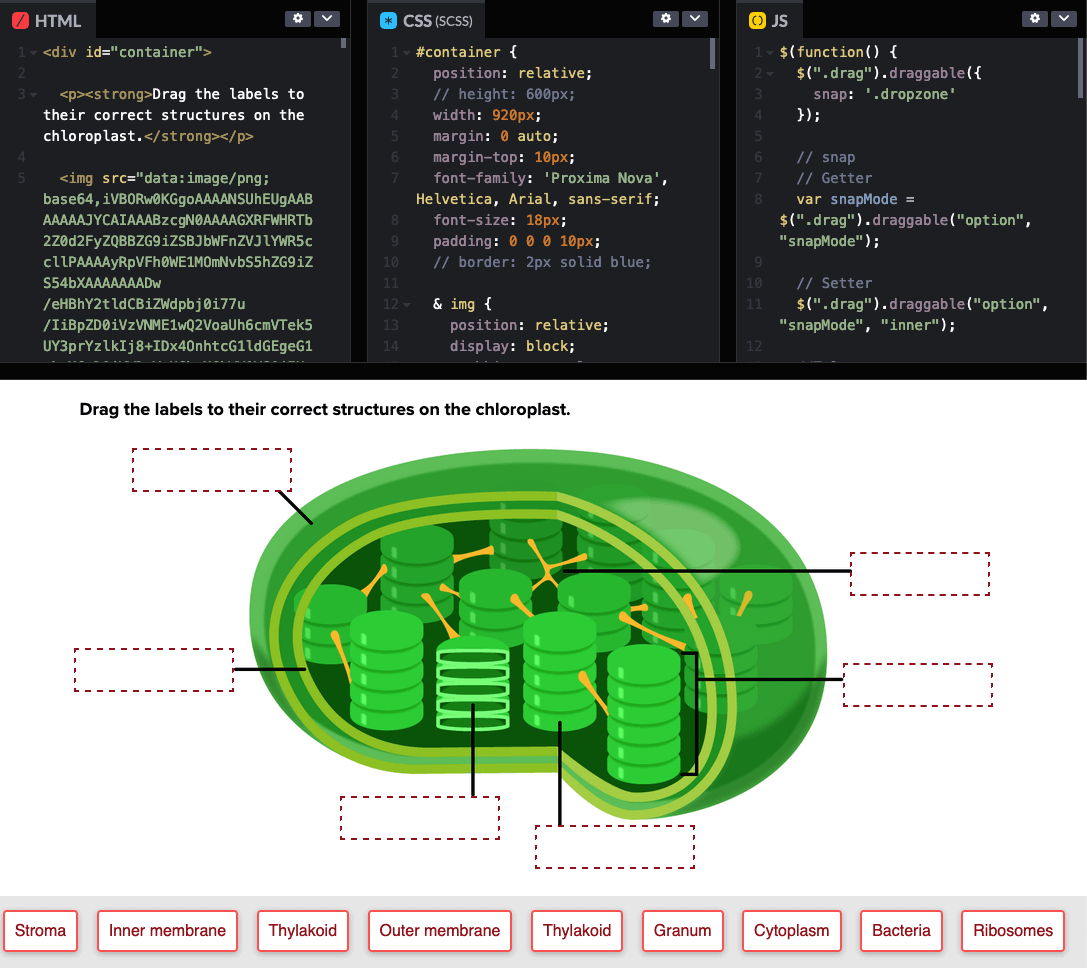 HTML
1 <div id="container">
2
3 <p><strong>Drag the labels to
their correct structures on the
chloroplast.</strong></p>
4
5 <img src="data:image/png;
base64,iVBORw0KGgoAAAANSUhEUgAAB
AAAAAJYCAIAAABzcgN0AAAAGXRFWHRTb
2Z0d2FyZQBBZG9iZSBJbWFnZVJlYWR5c
cllPAAAAyRpVFh0WE1MOmNvbS5hZG9iZ
S54bXAAAAAAADw
/eHBhY2tldCBiZWdpbj0i77u
/IiBpZD0iVzVNME1wQ2VoaUh6cmVTek5
UY3prYzlkIj8+IDx4OnhtcG1ldGEgeG1
CSS (SCSS)
1 #container {
2 position: relative;
3 // height: 600px;
4 width: 920px;
5 margin: 0 auto;
6 margin-top: 10px;
7 font-family: 'Proxima Nova',
Helvetica, Arial, sans-serif;
8 font-size: 18px;
9 padding: 0 0 0 10px;
10 // border: 2px solid blue;
11
12 & img {
13 position: relative;
14 display: block;
JS
1 $(function() {
2 $(".drag").draggable({
3 snap: '.dropzone'
4 });
5
6 // snap
7 // Getter
8 var snapMode =
$(".drag").draggable("option",
"snapMode");
9
10 // Setter
11 $(".drag").draggable("option",
"snapMode", "inner");
12
Drag the labels to their correct structures on the chloroplast.
Stroma
Inner membrane
Thylakoid
Outer membrane
Thylakoid
Granum
Cytoplasm
Bacteria
Ribosomes